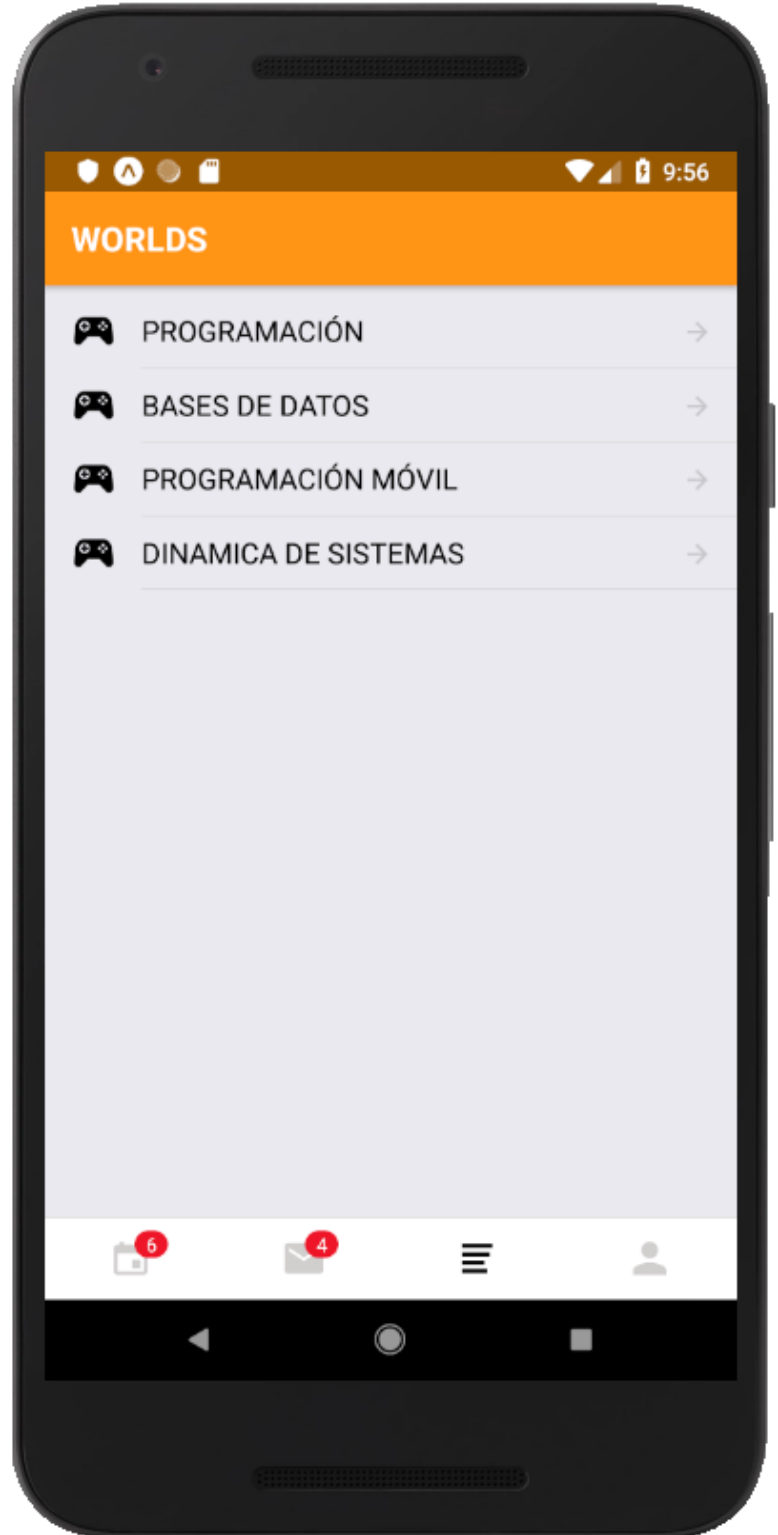 9:56
WORLDS
PROGRAMACIÓN
BASES DE DATOS
PROGRAMACIÓN MÓVIL
DINAMICA DE SISTEMAS
6
4